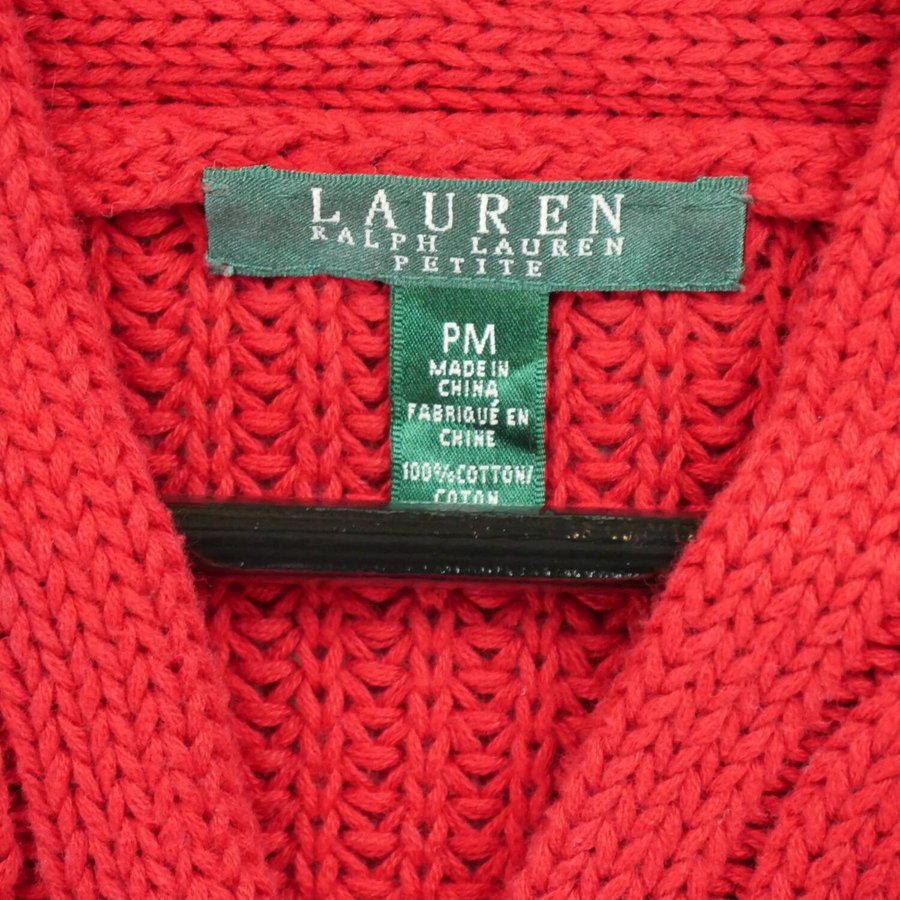 LAUREN
RALPH LAUREN
PETITE
PM
MADE IN
CHINA
FABRIQUÉ EN
CHINE
100%COTTON/
COTON